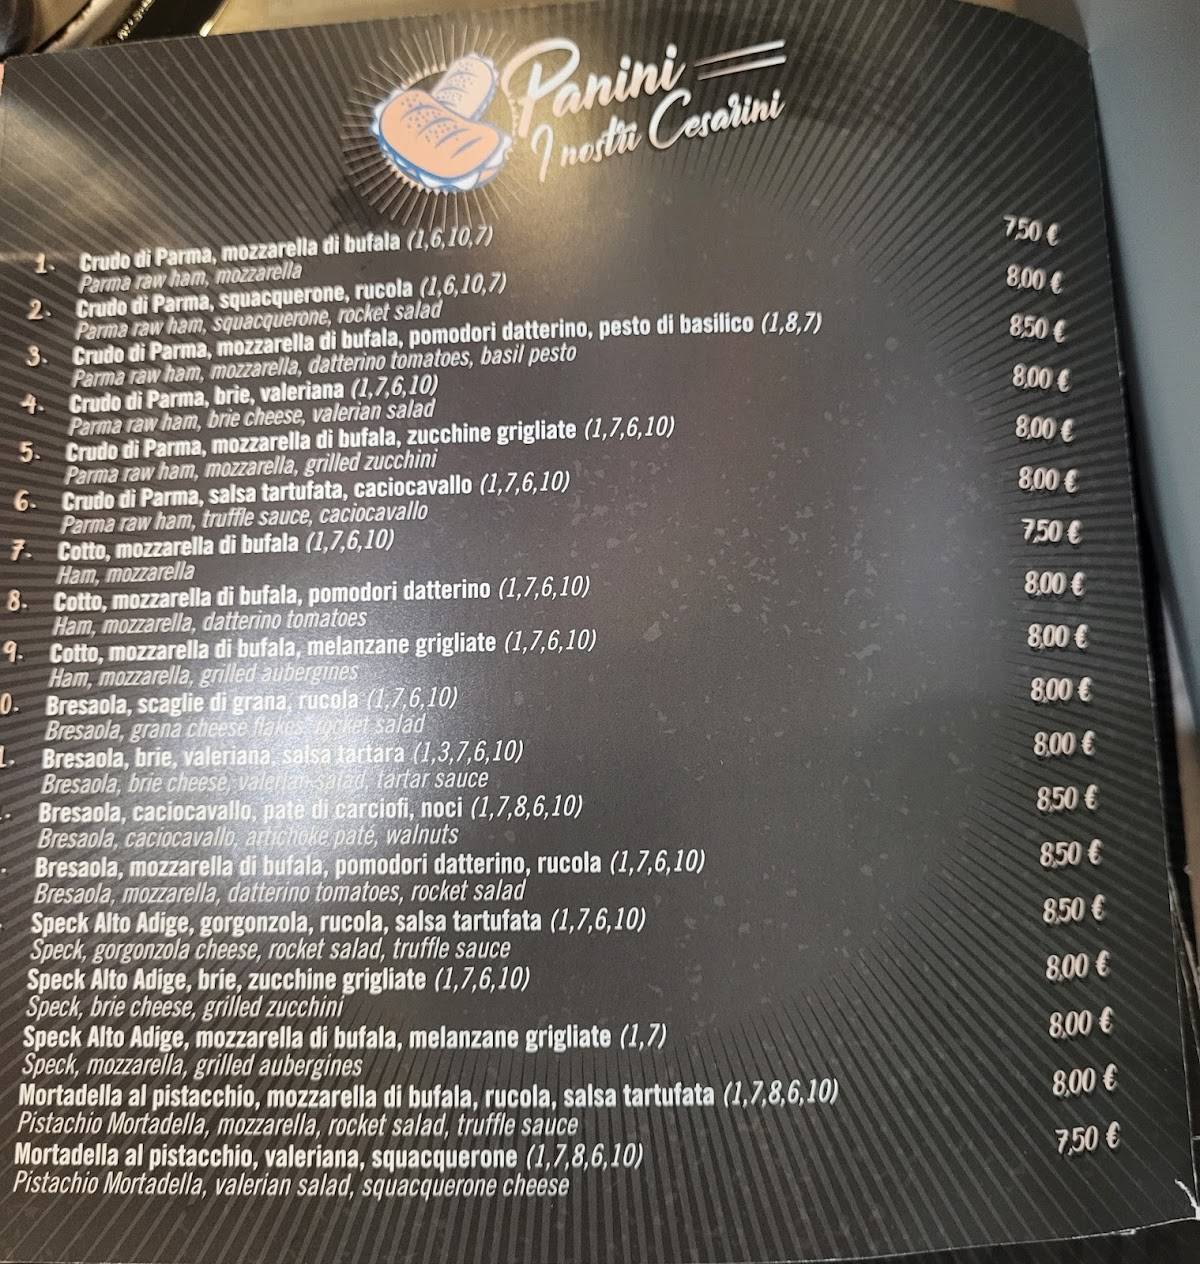 Panini
I nostri Cesarini
1. Crudo di Parma, mozzarella di bufala (1,6,10,7) 7,50 €
Parma raw ham, mozzarella
2. Crudo di Parma, squacquerone, rucola (1,6,10,7) 8,00 €
Parma raw ham, squacquerone, rocket salad
3. Crudo di Parma, mozzarella di bufala, pomodori datterino, pesto di basilico (1,8,7) 8,50 €
Parma raw ham, mozzarella, datterino tomatoes, basil pesto
4. Crudo di Parma, brie, valeriana (1,7,6,10) 8,00 €
Parma raw ham, brie cheese, valerian salad
5. Crudo di Parma, mozzarella di bufala, zucchine grigliate (1,7,6,10) 8,00 €
Parma raw ham, mozzarella, grilled zucchini
6. Crudo di Parma, salsa tartufata, caciocavallo (1,7,6,10) 8,00 €
Parma raw ham, truffle sauce, caciocavallo
7. Cotto, mozzarella di bufala (1,7,6,10) 7,50 €
Ham, mozzarella
8. Cotto, mozzarella di bufala, pomodori datterino (1,7,6,10) 8,00 €
Ham, mozzarella, datterino tomatoes
9. Cotto, mozzarella di bufala, melanzane grigliate (1,7,6,10) 8,00 €
Ham, mozzarella, grilled aubergines
0. Bresaola, scaglie di grana, rucola (1,7,6,10) 8,00 €
Bresaola, grana cheese flakes, rocket salad
1. Bresaola, brie, valeriana, salsa tartara (1,3,7,6,10) 8,00 €
Bresaola, brie cheese, valerian salad, tartar sauce
Bresaola, caciocavallo, patè di carciofi, noci (1,7,8,6,10) 8,50 €
Bresaola, caciocavallo, artichoke patè, walnuts
Bresaola, mozzarella di bufala, pomodori datterino, rucola (1,7,6,10) 8,50 €
Bresaola, mozzarella, datterino tomatoes, rocket salad
Speck Alto Adige, gorgonzola, rucola, salsa tartufata (1,7,6,10) 8,50 €
Speck, gorgonzola cheese, rocket salad, truffle sauce
Speck Alto Adige, brie, zucchine grigliate (1,7,6,10) 8,00 €
Speck, brie cheese, grilled zucchini
Speck Alto Adige, mozzarella di bufala, melanzane grigliate (1,7) 8,00 €
Speck, mozzarella, grilled aubergines
Mortadella al pistacchio, mozzarella di bufala, rucola, salsa tartufata (1,7,8,6,10) 8,00 €
Pistachio Mortadella, mozzarella, rocket salad, truffle sauce
Mortadella al pistacchio, valeriana, squacquerone (1,7,8,6,10) 7,50 €
Pistachio Mortadella, valerian salad, squacquerone cheese